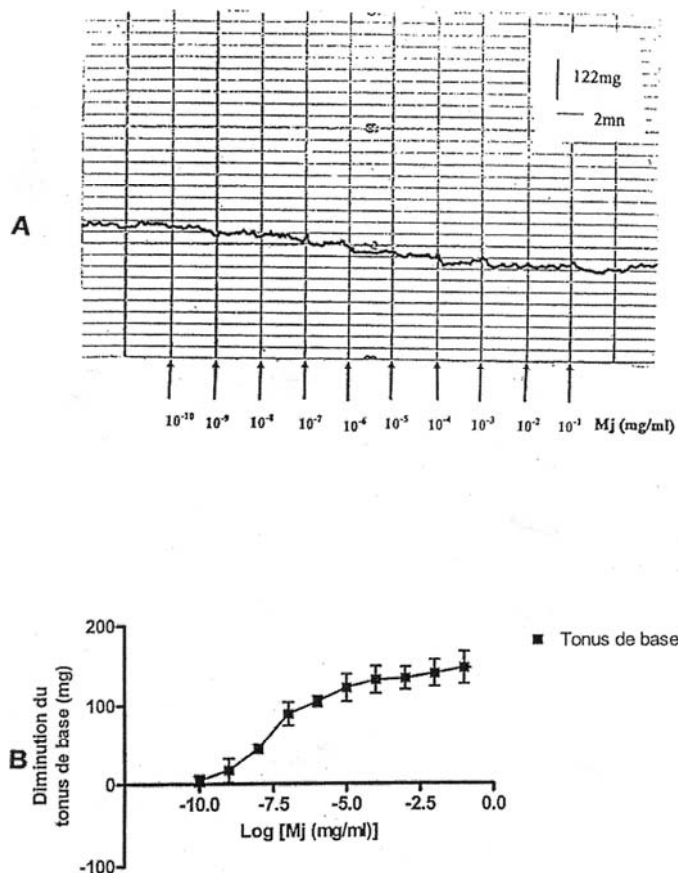 122mg
2mn
A
10⁻¹⁰ 10⁻⁹ 10⁻⁸ 10⁻⁷ 10⁻⁶ 10⁻⁵ 10⁻⁴ 10⁻³ 10⁻² 10⁻¹ Mj (mg/ml)
B
Diminution du
tonus de base (mg)
200
100
0
-100
-10.0 -7.5 -5.0 -2.5 0.0
Log [Mj (mg/ml)]
Tonus de base